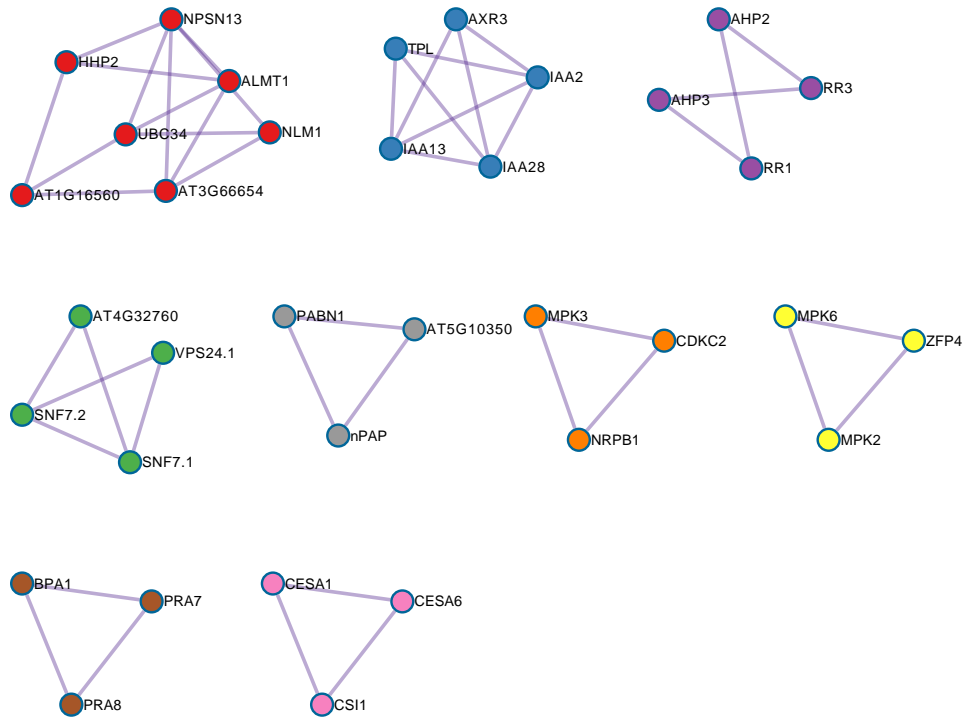 NPSN13
HHP2
ALMT1
UBC34
NLM1
AT1G16560
AT3G66654
AXR3
TPL
IAA2
IAA13
IAA28
AHP2
RR3
AHP3
RR1
AT4G32760
VPS24.1
SNF7.2
SNF7.1
PABN1
AT5G10350
nPAP
MPK3
CDKC2
NRPB1
MPK6
ZFP4
MPK2
BPA1
PRA7
PRA8
CESA1
CESA6
CSI1